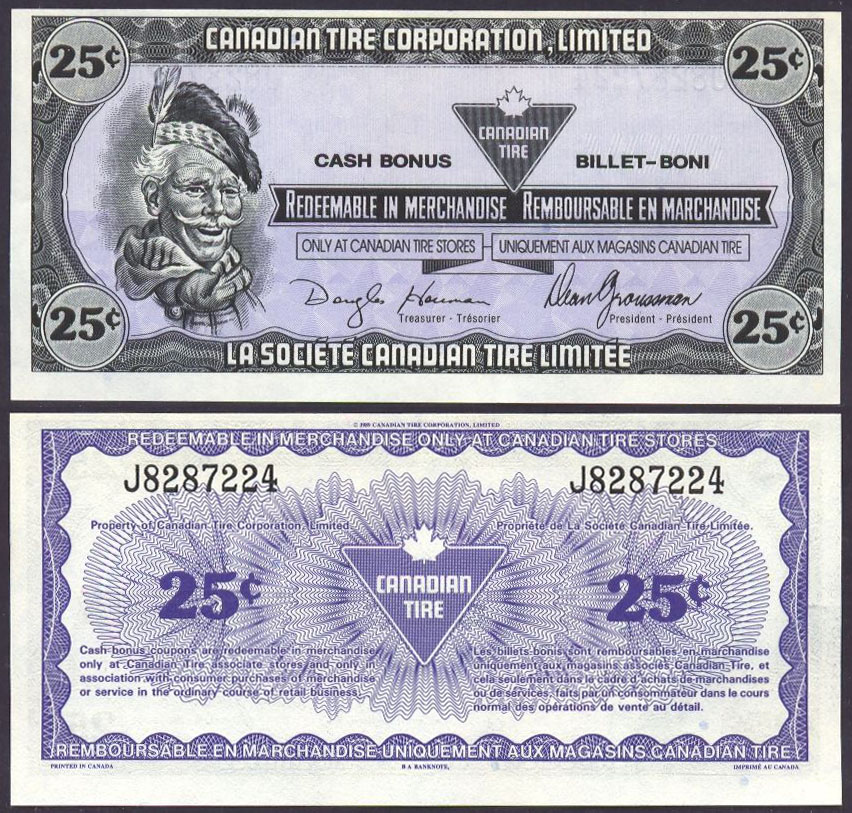 25¢ CANADIAN TIRE CORPORATION, LIMITED 25¢
CANADIAN
TIRE
CASH BONUS BILLET-BONI
REDEEMABLE IN MERCHANDISE REMBOURSABLE EN MARCHANDISE
ONLY AT CANADIAN TIRE STORES UNIQUEMENT AUX MAGASINS CANADIAN TIRE
Douglas Houman Dean Groussman
Treasurer - Trésorier President - Président
25¢ LA SOCIÉTÉ CANADIAN TIRE LIMITÉE 25¢
© 1989 CANADIAN TIRE CORPORATION, LIMITED
REDEEMABLE IN MERCHANDISE ONLY AT CANADIAN TIRE STORES
J8287224 J8287224
Property of Canadian Tire Corporation, Limited. Propriété de La Société Canadian Tire Limitée.
CANADIAN
TIRE
25¢ 25¢
Cash bonus coupons are redeemable in merchandise
only at Canadian Tire associate stores and only in
association with consumer purchases of merchandise
or service in the ordinary course of retail business.
Les billets bonis sont remboursables en marchandise
uniquement aux magasins associés Canadian Tire, et
cela seulement dans le cadre d'achats de marchandises
ou de services, faits par un consommateur dans le cours
normal des opérations de vente au détail.
REMBOURSABLE EN MARCHANDISE UNIQUEMENT AUX MAGASINS CANADIAN TIRE
PRINTED IN CANADA B A BANKNOTE, IMPRIMÉ AU CANADA